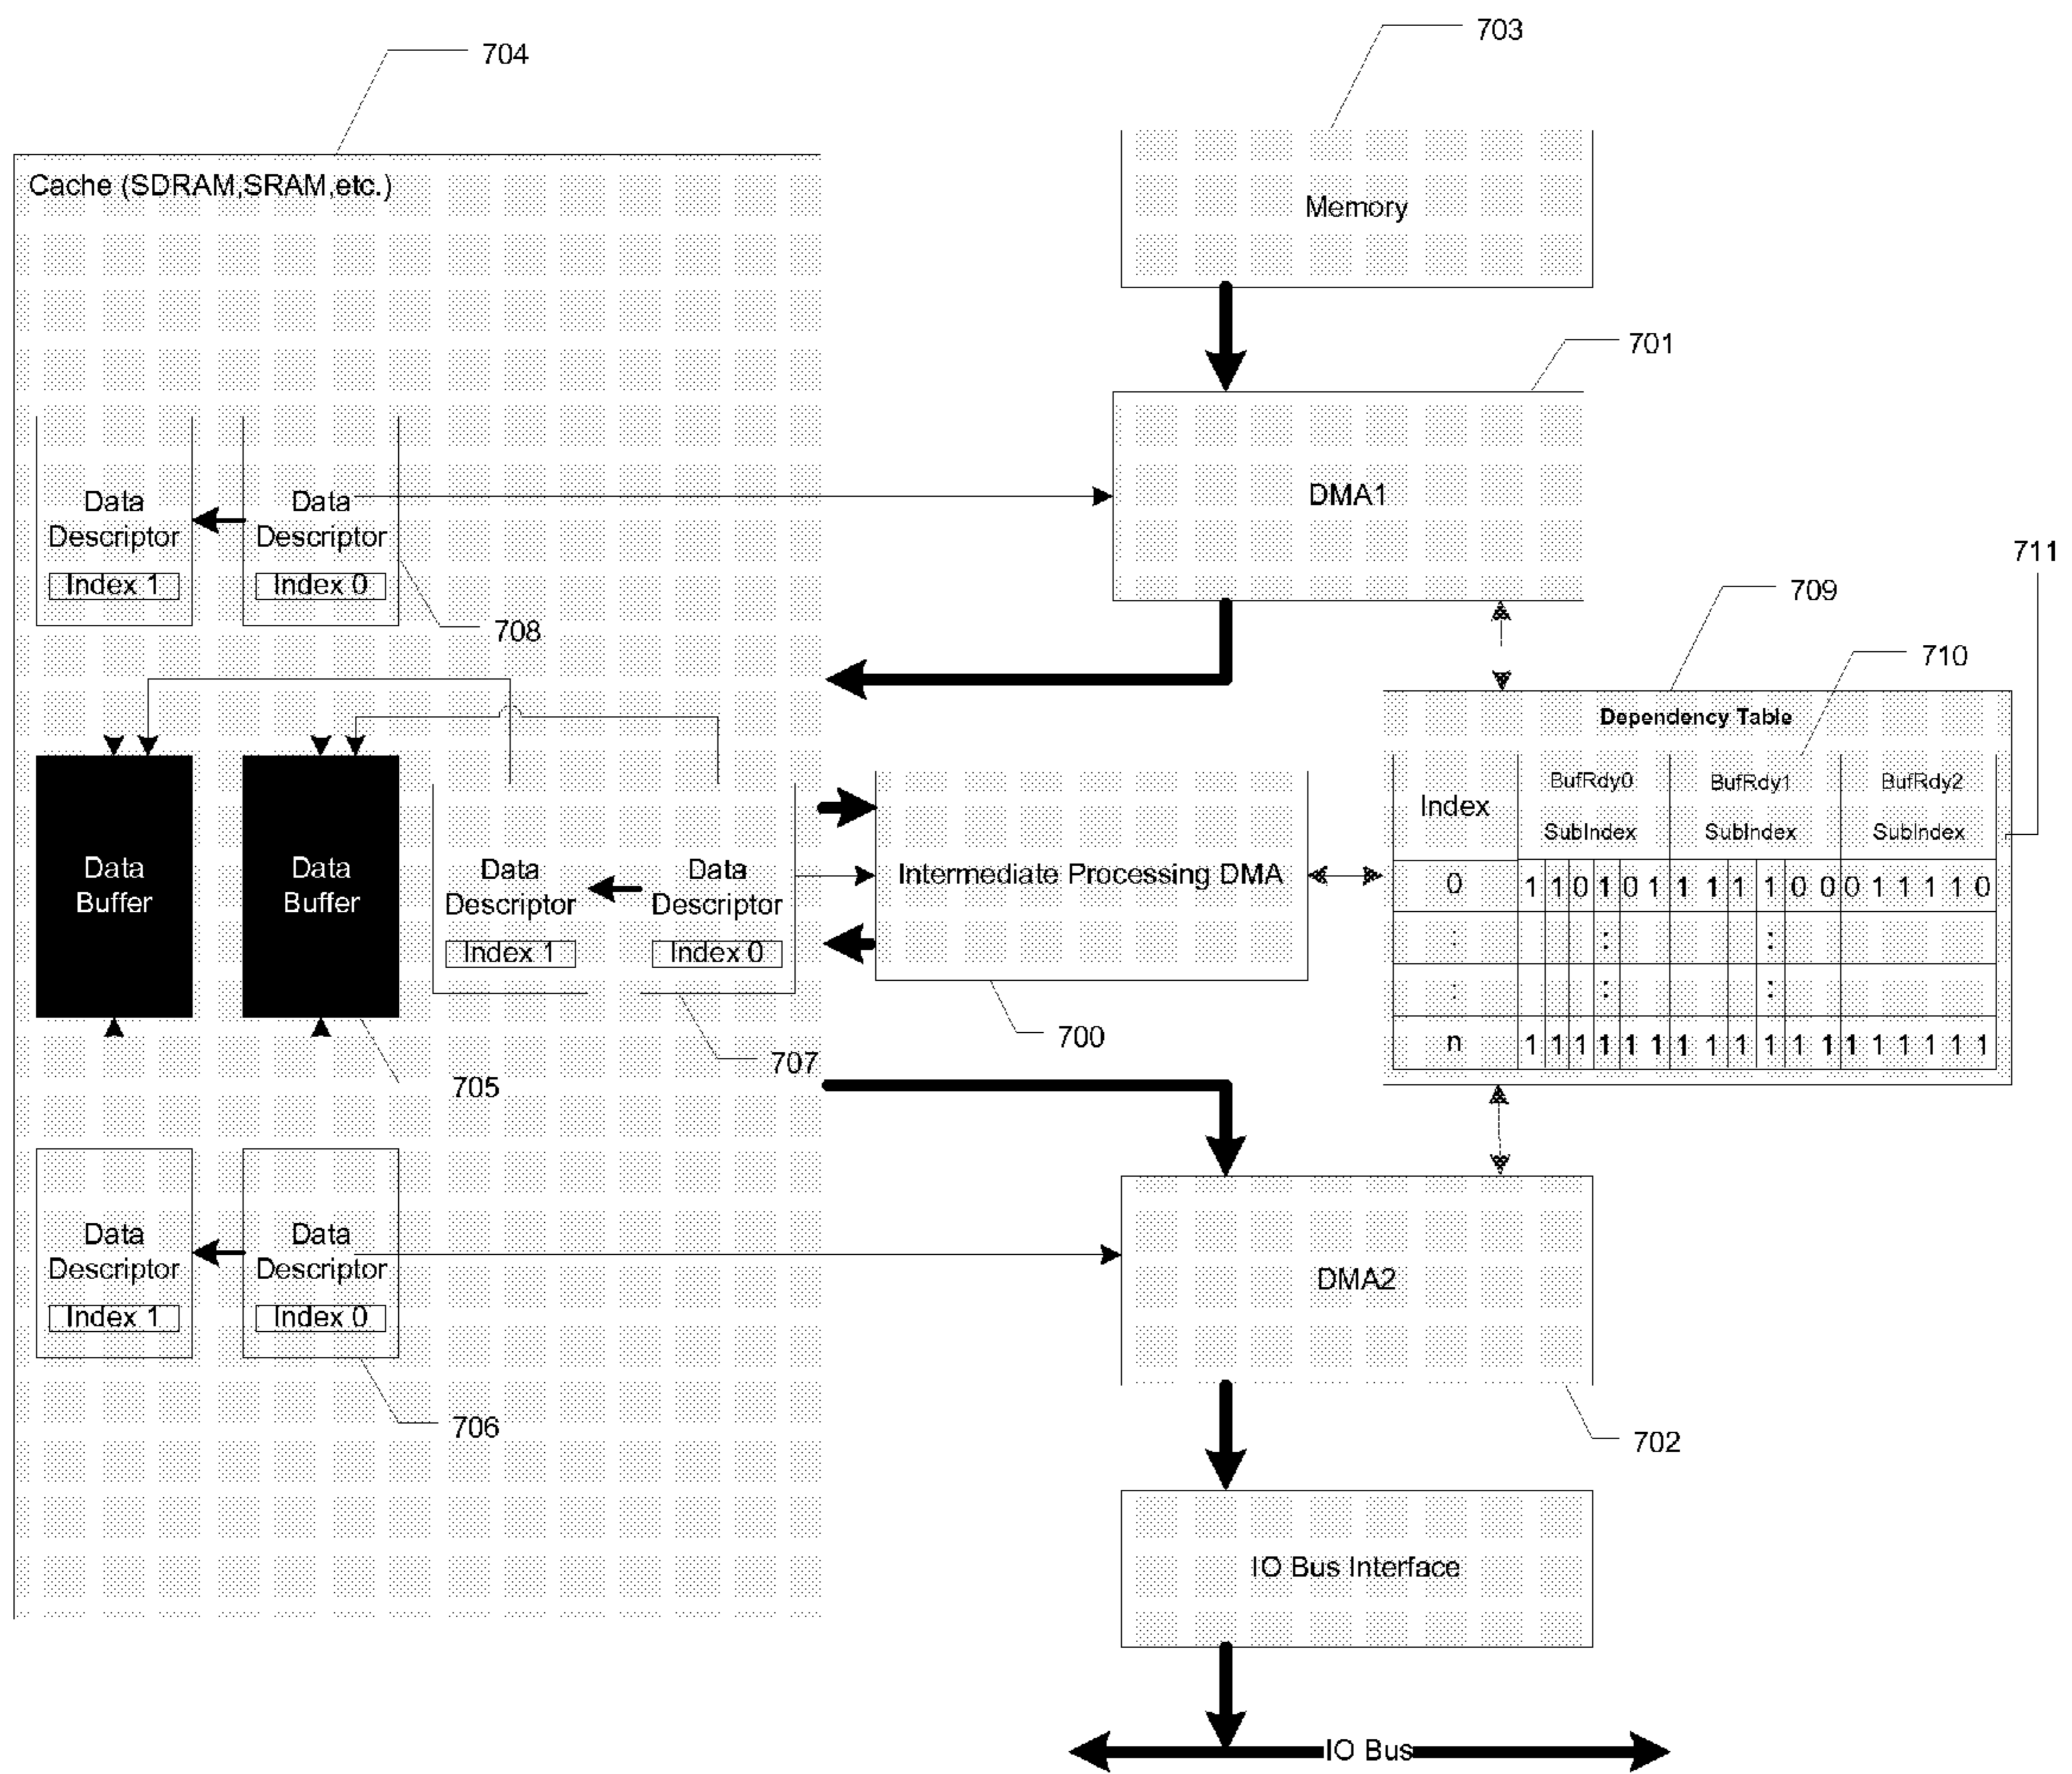 703
704
Cache (SDRAM,SRAM,etc.)
Memory
701
Data Descriptor
Index 1
Data Descriptor
Index 0
DMA1
711
709
708
710
Dependency Table
Index
BufRdy0
SubIndex
BufRdy1
SubIndex
BufRdy2
SubIndex
0 1 1 0 1 0 1 1 1 1 1 0 0 0 1 1 1 1 0
: : :
: : :
n 1 1 1 1 1 1 1 1 1 1 1 1 1 1 1 1 1 1
Data
Buffer
Data
Buffer
Data
Descriptor
Index 1
Data
Descriptor
Index 0
Intermediate Processing DMA
700
707
705
Data
Descriptor
Index 1
Data
Descriptor
Index 0
DMA2
706
702
IO Bus Interface
IO Bus